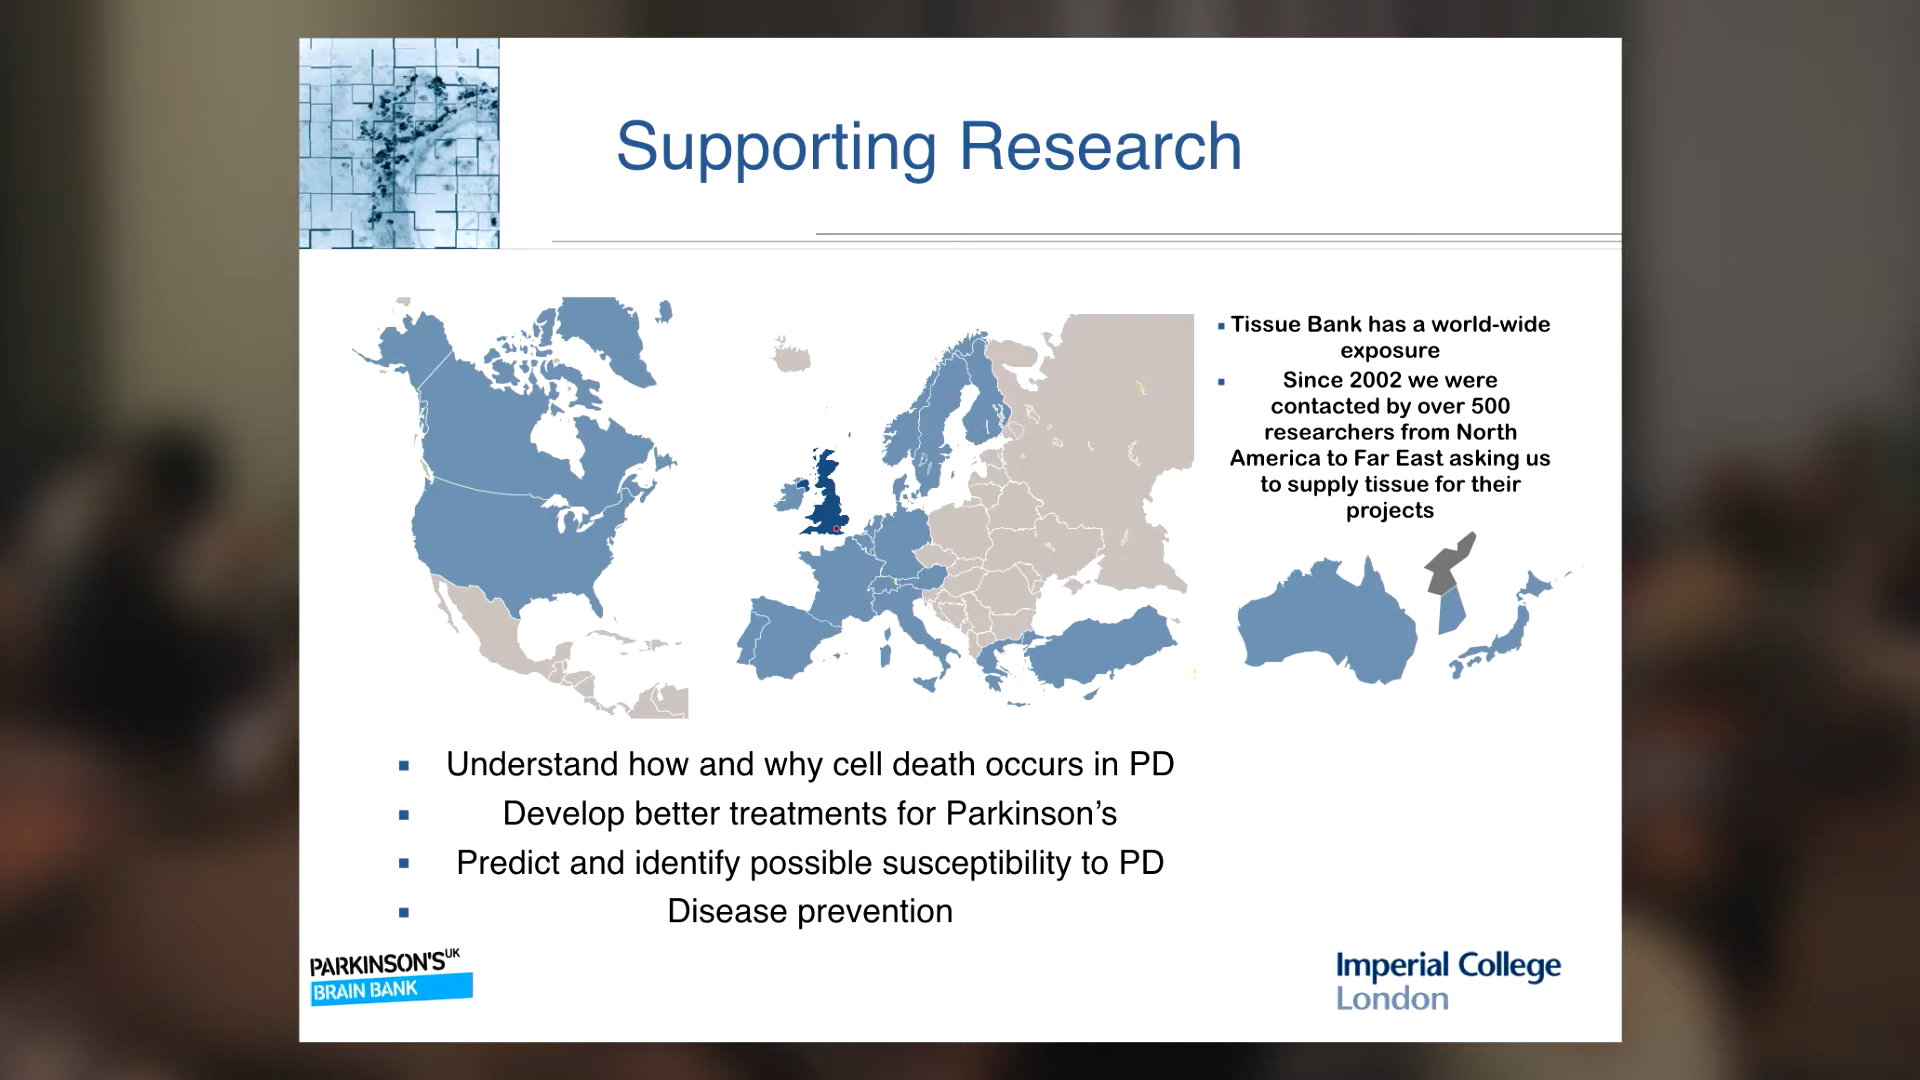 Supporting Research
▪ Tissue Bank has a world-wide
exposure
▪ Since 2002 we were
contacted by over 500
researchers from North
America to Far East asking us
to supply tissue for their
projects
▪ Understand how and why cell death occurs in PD
▪ Develop better treatments for Parkinson’s
▪ Predict and identify possible susceptibility to PD
▪ Disease prevention
PARKINSON'S UK
BRAIN BANK
Imperial College
London